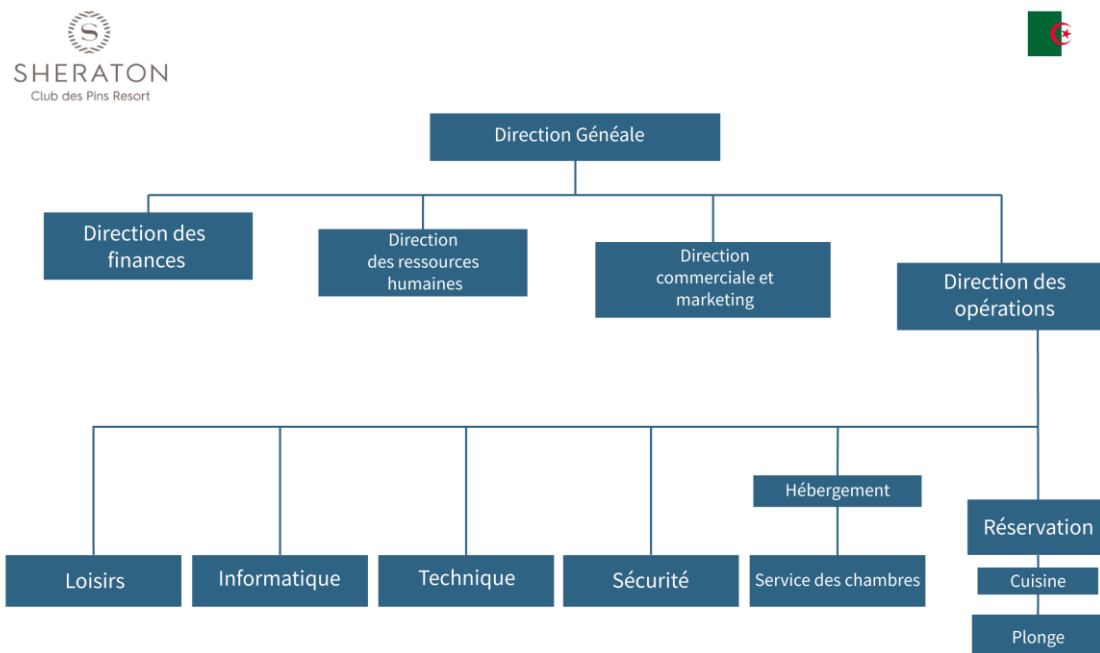 S
SHERATON
Club des Pins Resort
Direction Généale
Direction des
finances
Direction
des ressources
humaines
Direction
commerciale et
marketing
Direction des
opérations
Hébergement
Réservation
Loisirs
Informatique
Technique
Sécurité
Service des chambres
Cuisine
Plonge